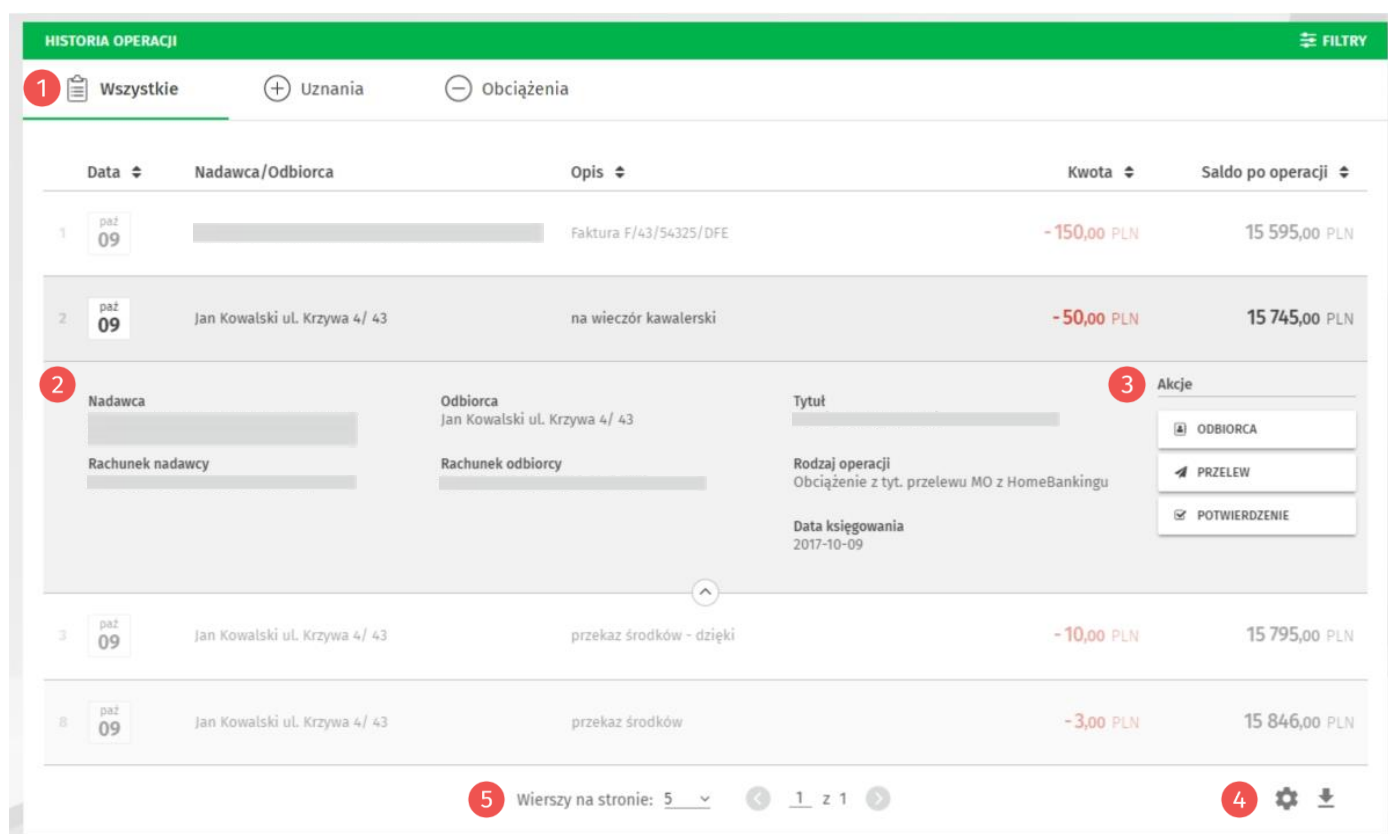 HISTORIA OPERACJI FILTRY
1 Wszystkie Uznania Obciążenia
Data Nadawca/Odbiorca Opis Kwota Saldo po operacji
1 paź 09 Faktura F/43/54325/DFE -150,00 PLN 15 595,00 PLN
2 paź 09 Jan Kowalski ul. Krzywa 4/ 43 na wieczór kawalerski -50,00 PLN 15 745,00 PLN
2 3 Akcje
Nadawca Odbiorca Tytuł
Jan Kowalski ul. Krzywa 4/ 43
ODBIORCA
Rachunek nadawcy Rachunek odbiorcy Rodzaj operacji
Obciążenie z tyt. przelewu MO z HomeBankingu
PRZELEW
POTWIERDZENIE
Data księgowania
2017-10-09
3 paź 09 Jan Kowalski ul. Krzywa 4/ 43 przekaz środków - dzięki -10,00 PLN 15 795,00 PLN
8 paź 09 Jan Kowalski ul. Krzywa 4/ 43 przekaz środków -3,00 PLN 15 846,00 PLN
5 Wierszy na stronie: 5 1 z 1 4